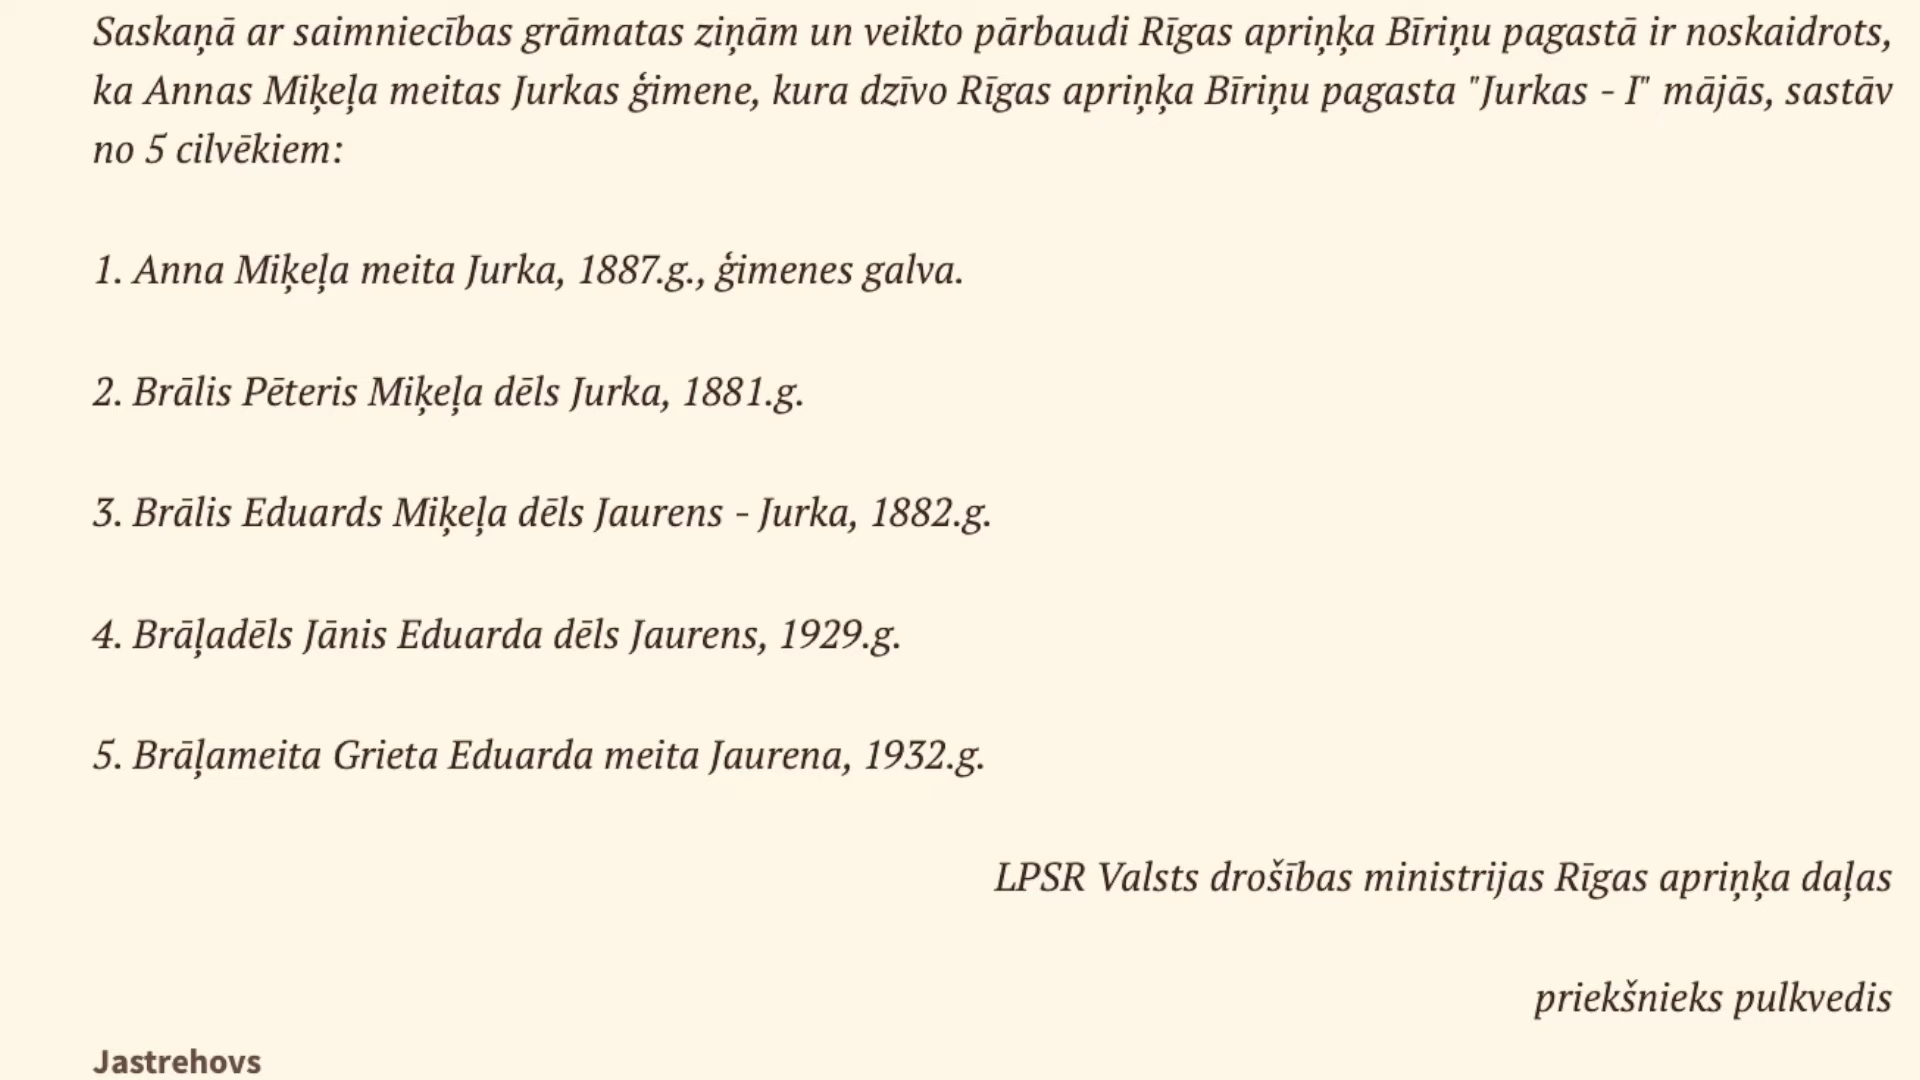 Saskaņā ar saimniecības grāmatas ziņām un veikto pārbaudi Rīgas apriņķa Bīriņu pagastā ir noskaidrots,
ka Annas Miķeļa meitas Jurkas ģimene, kura dzīvo Rīgas apriņķa Bīriņu pagasta "Jurkas - I" mājās, sastāv
no 5 cilvēkiem:
1. Anna Miķeļa meita Jurka, 1887.g., ģimenes galva.
2. Brālis Pēteris Miķeļa dēls Jurka, 1881.g.
3. Brālis Eduards Miķeļa dēls Jaurens - Jurka, 1882.g.
4. Brāļadēls Jānis Eduarda dēls Jaurens, 1929.g.
5. Brāļameita Grieta Eduarda meita Jaurena, 1932.g.
LPSR Valsts drošības ministrijas Rīgas apriņķa daļas
priekšnieks pulkvedis
Jastrehovs